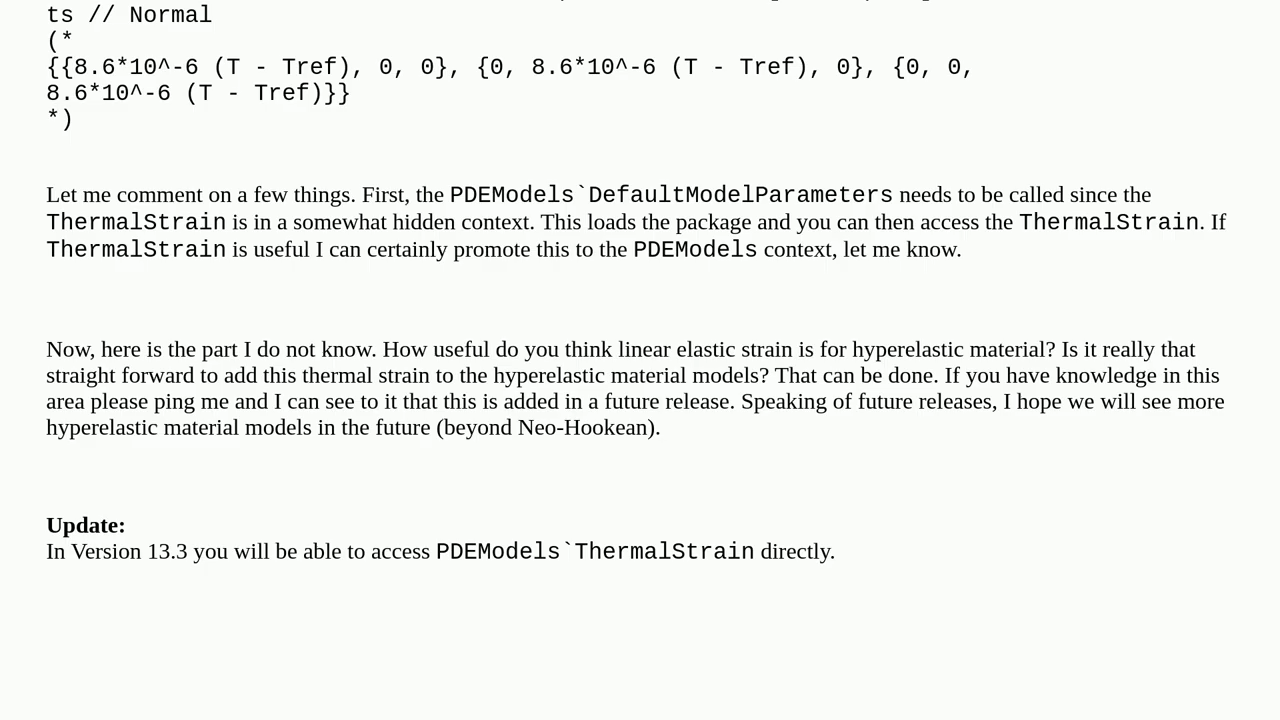 ts // Normal
(*
{{8.6*10^-6 (T - Tref), 0, 0}, {0, 8.6*10^-6 (T - Tref), 0}, {0, 0,
8.6*10^-6 (T - Tref)}}
*)
Let me comment on a few things. First, the PDEModels`DefaultModelParameters needs to be called since the
ThermalStrain is in a somewhat hidden context. This loads the package and you can then access the ThermalStrain. If
ThermalStrain is useful I can certainly promote this to the PDEModels context, let me know.
Now, here is the part I do not know. How useful do you think linear elastic strain is for hyperelastic material? Is it really that
straight forward to add this thermal strain to the hyperelastic material models? That can be done. If you have knowledge in this
area please ping me and I can see to it that this is added in a future release. Speaking of future releases, I hope we will see more
hyperelastic material models in the future (beyond Neo-Hookean).
Update:
In Version 13.3 you will be able to access PDEModels`ThermalStrain directly.